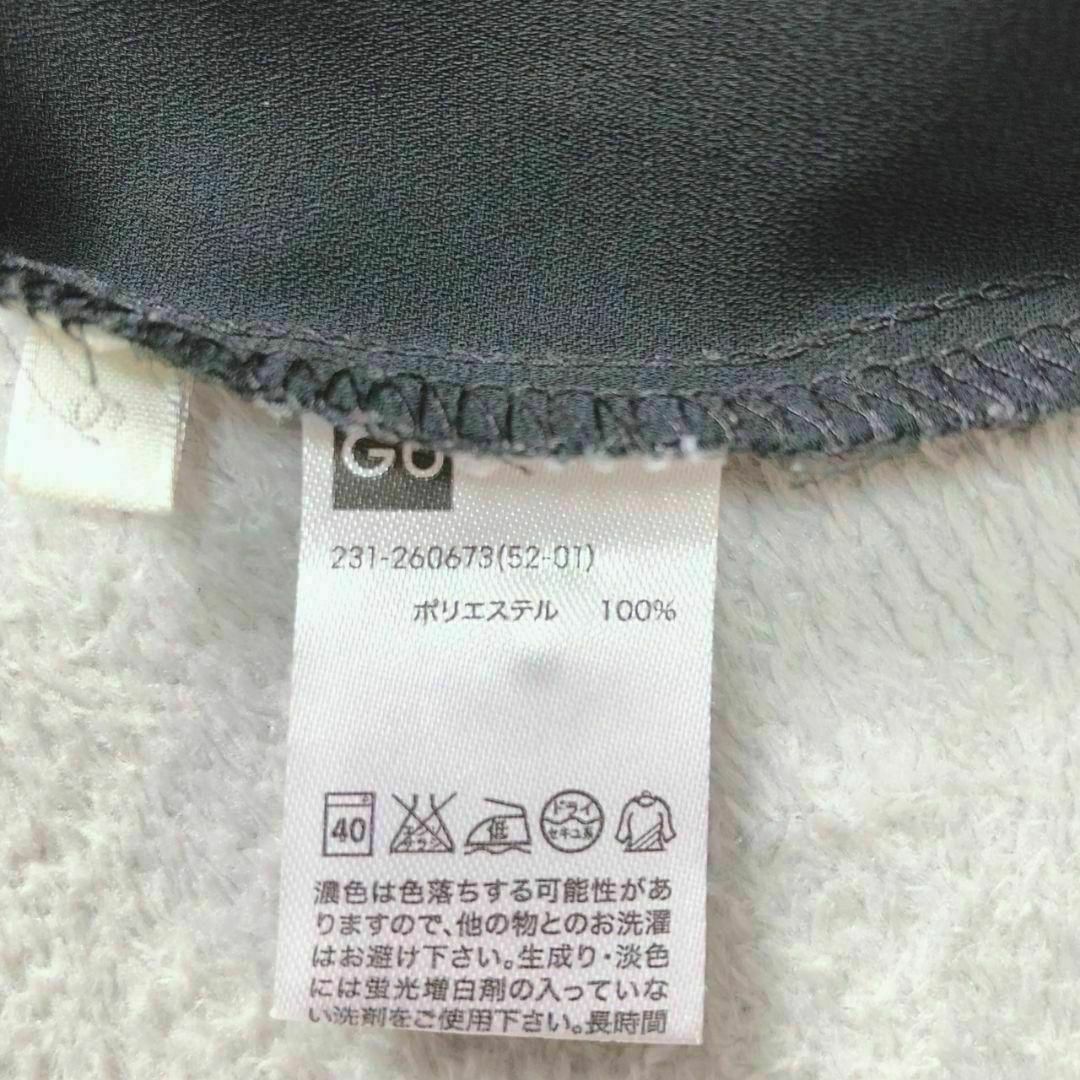 GU
231-260673(52-01)
ポリエステル 100%
40
低
ドライ
セキユ系
濃色は色落ちする可能性があ
りますので、他の物とのお洗濯
はお避け下さい。生成り・淡色
には蛍光増白剤の入っていな
い洗剤をご使用下さい。長時間